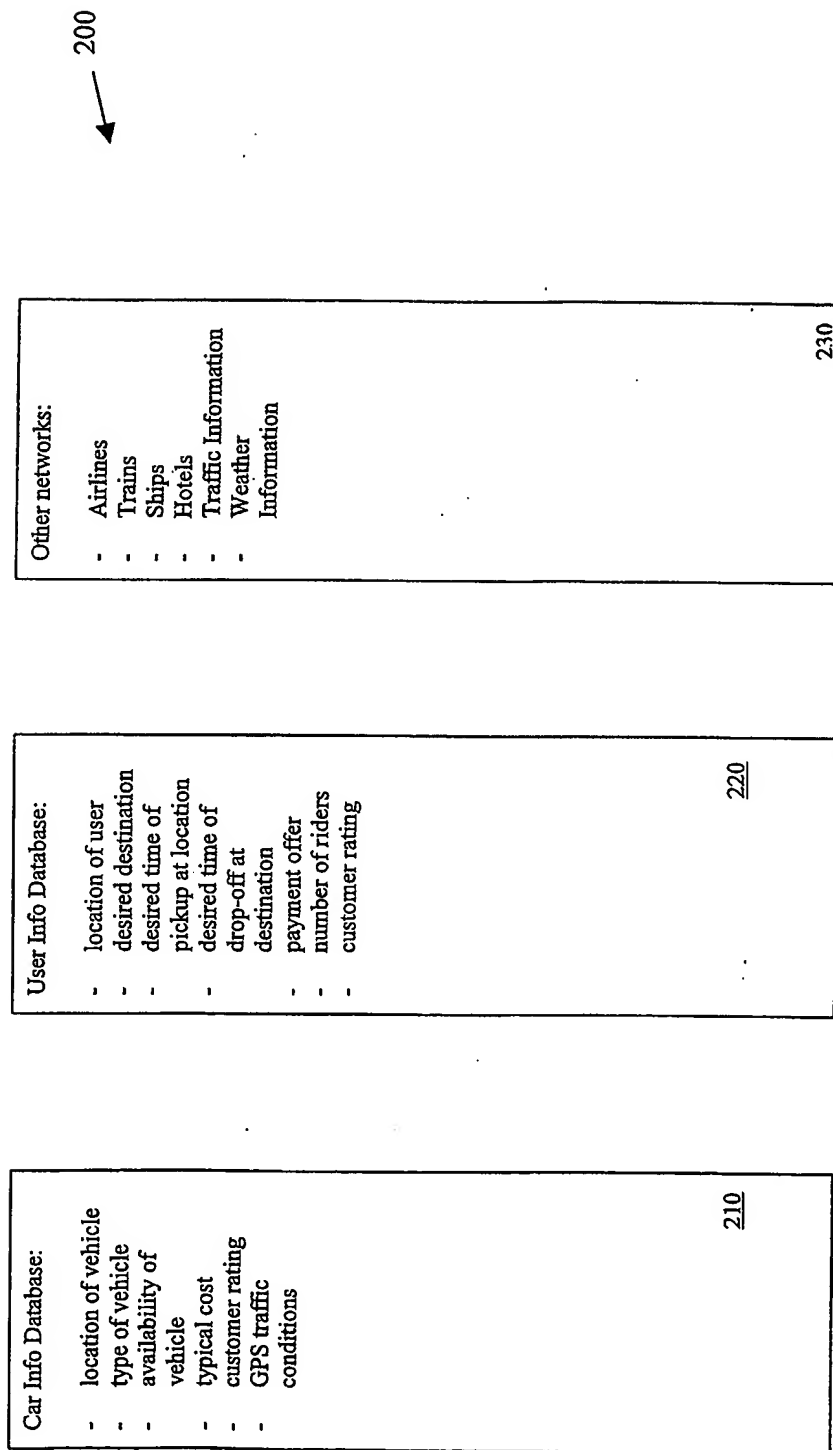 200
Car Info Database:
- location of vehicle
- type of vehicle
- availability of
vehicle
- typical cost
- customer rating
- GPS traffic
conditions
210
User Info Database:
- location of user
- desired destination
- desired time of
pickup at location
- desired time of
drop-off at
destination
- payment offer
- number of riders
- customer rating
220
Other networks:
- Airlines
- Trains
- Ships
- Hotels
- Traffic Information
- Weather
Information
230